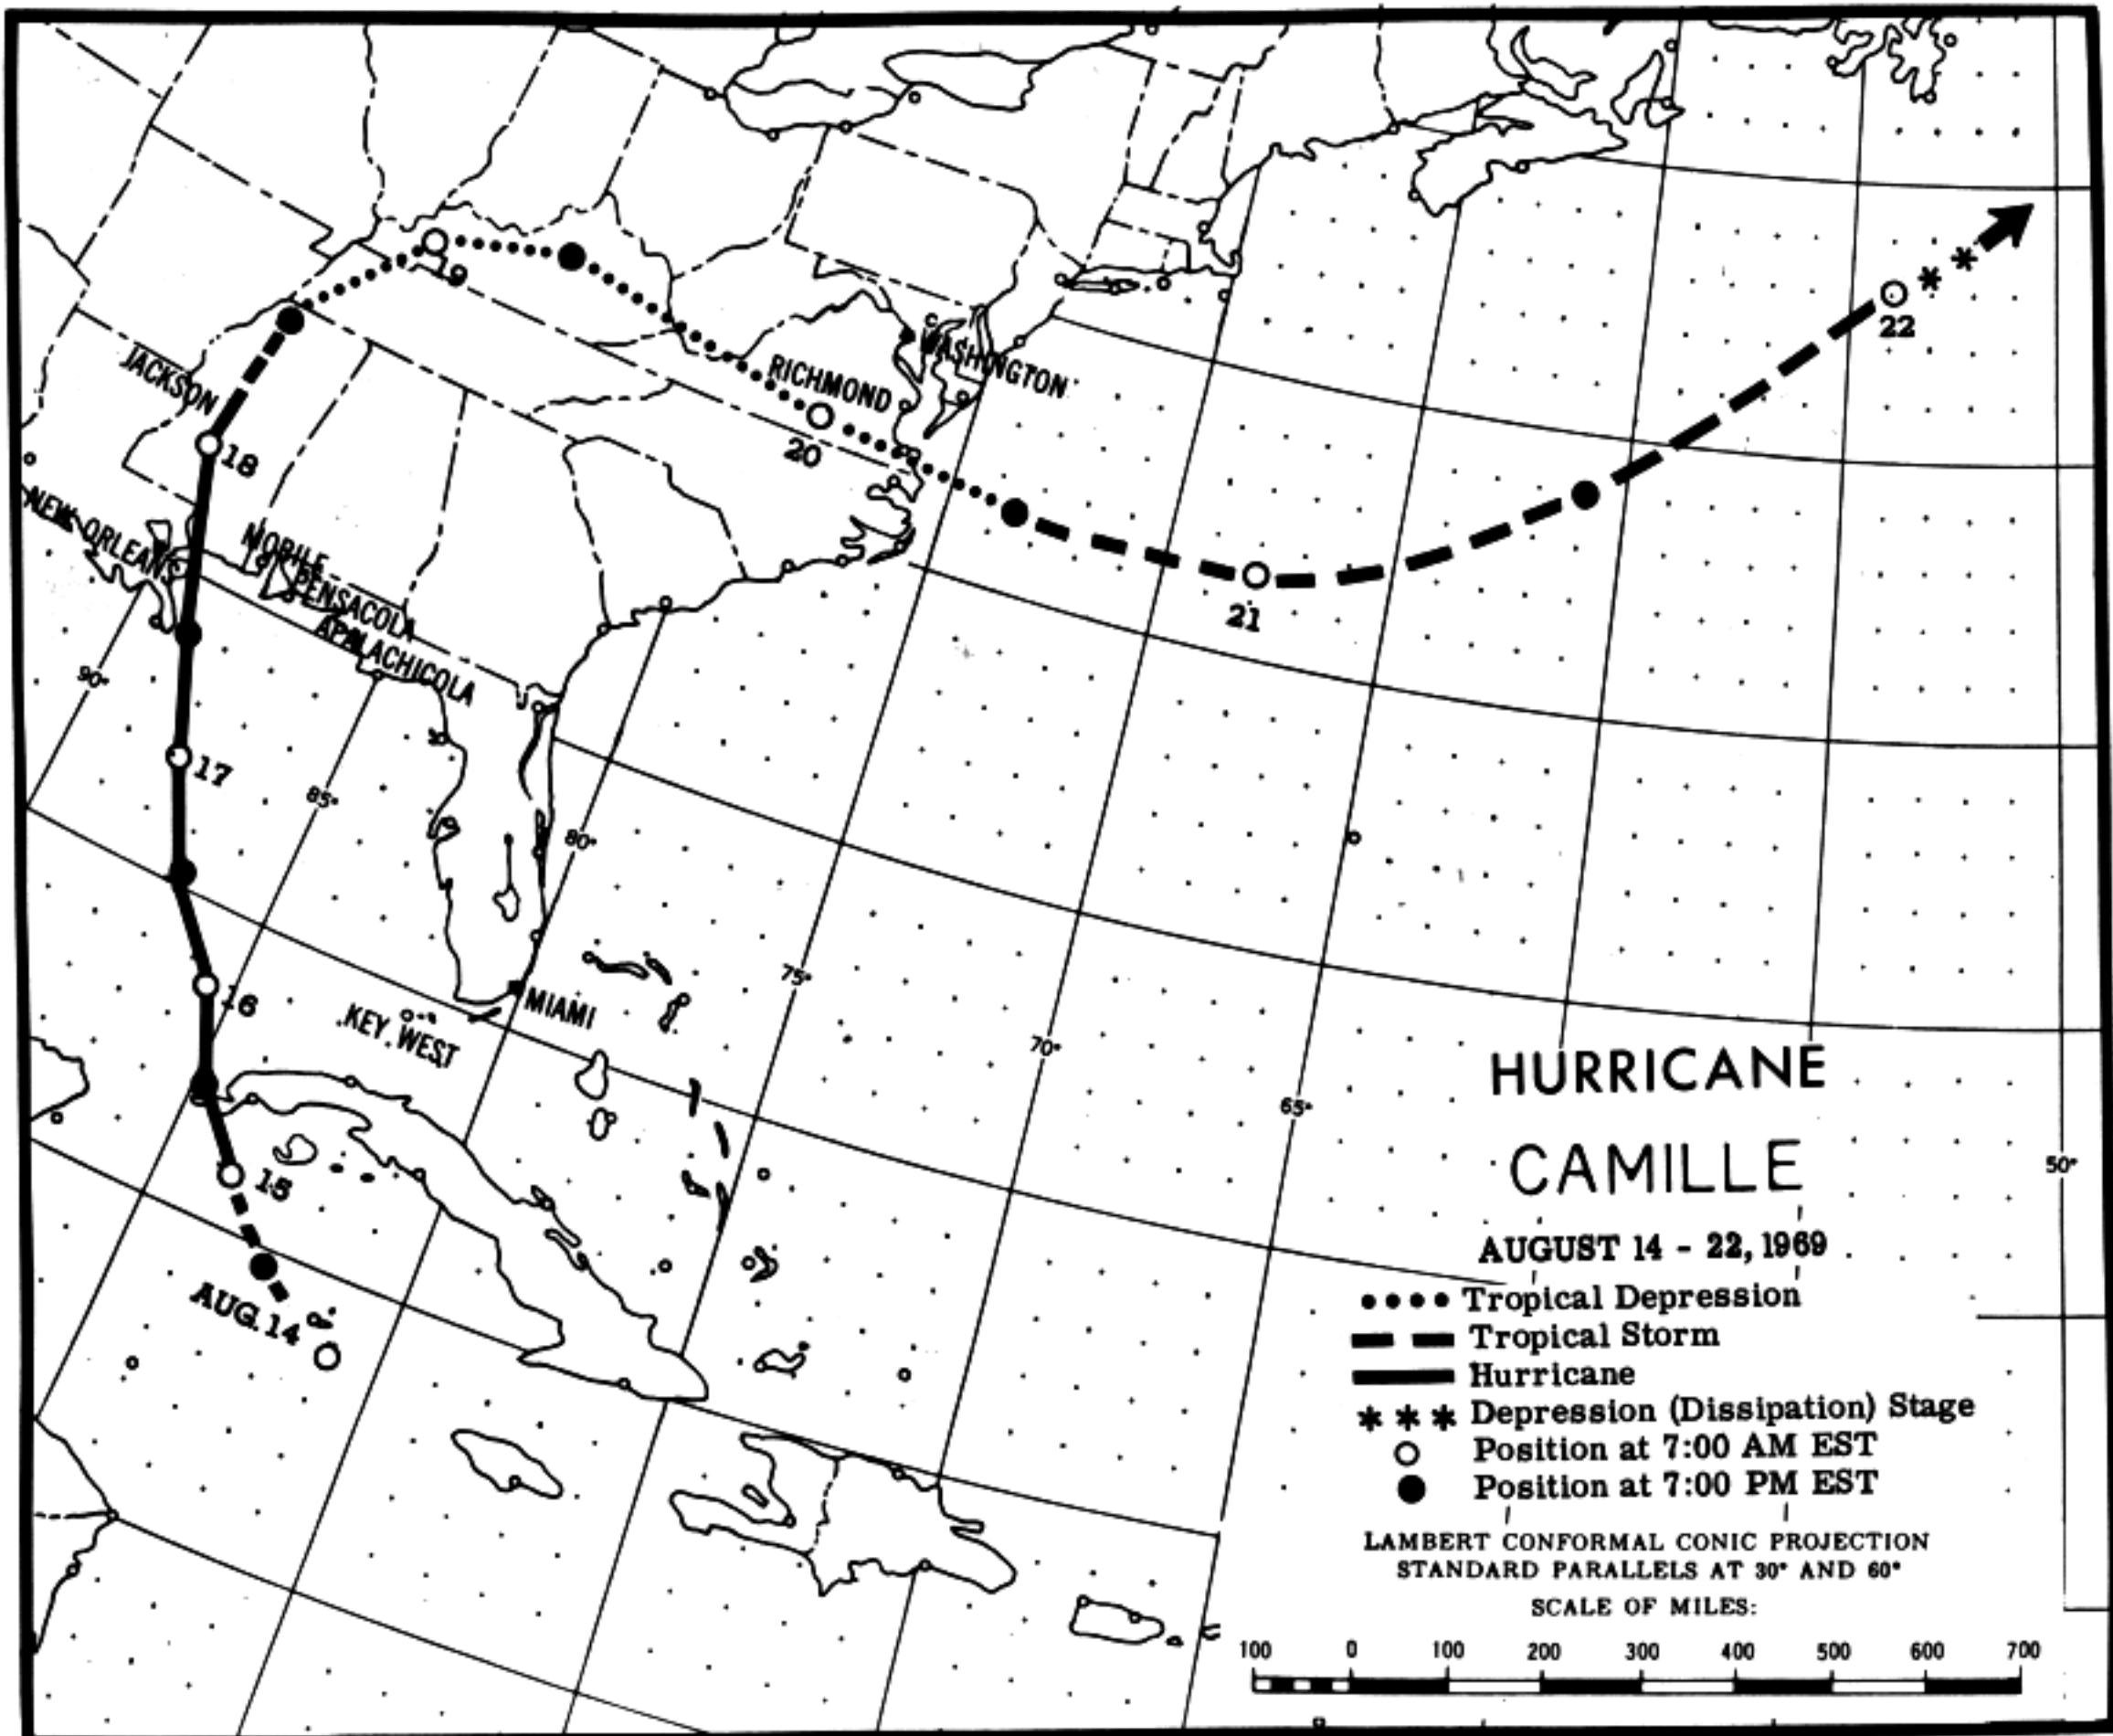 19
22
WASHINGTON
JACKSON
RICHMOND
20
18
NEW ORLEANS
MOBILE
PENSACOLA
APALACHICOLA
21
90°
17
85°
80°
75°
16
MIAMI
KEY WEST
70°
65°
HURRICANE
CAMILLE
50°
15
AUG. 14
AUGUST 14 - 22, 1969
Tropical Depression
Tropical Storm
Hurricane
*** Depression (Dissipation) Stage
Position at 7:00 AM EST
Position at 7:00 PM EST
LAMBERT CONFORMAL CONIC PROJECTION
STANDARD PARALLELS AT 30° AND 60°
SCALE OF MILES:
100 0 100 200 300 400 500 600 700